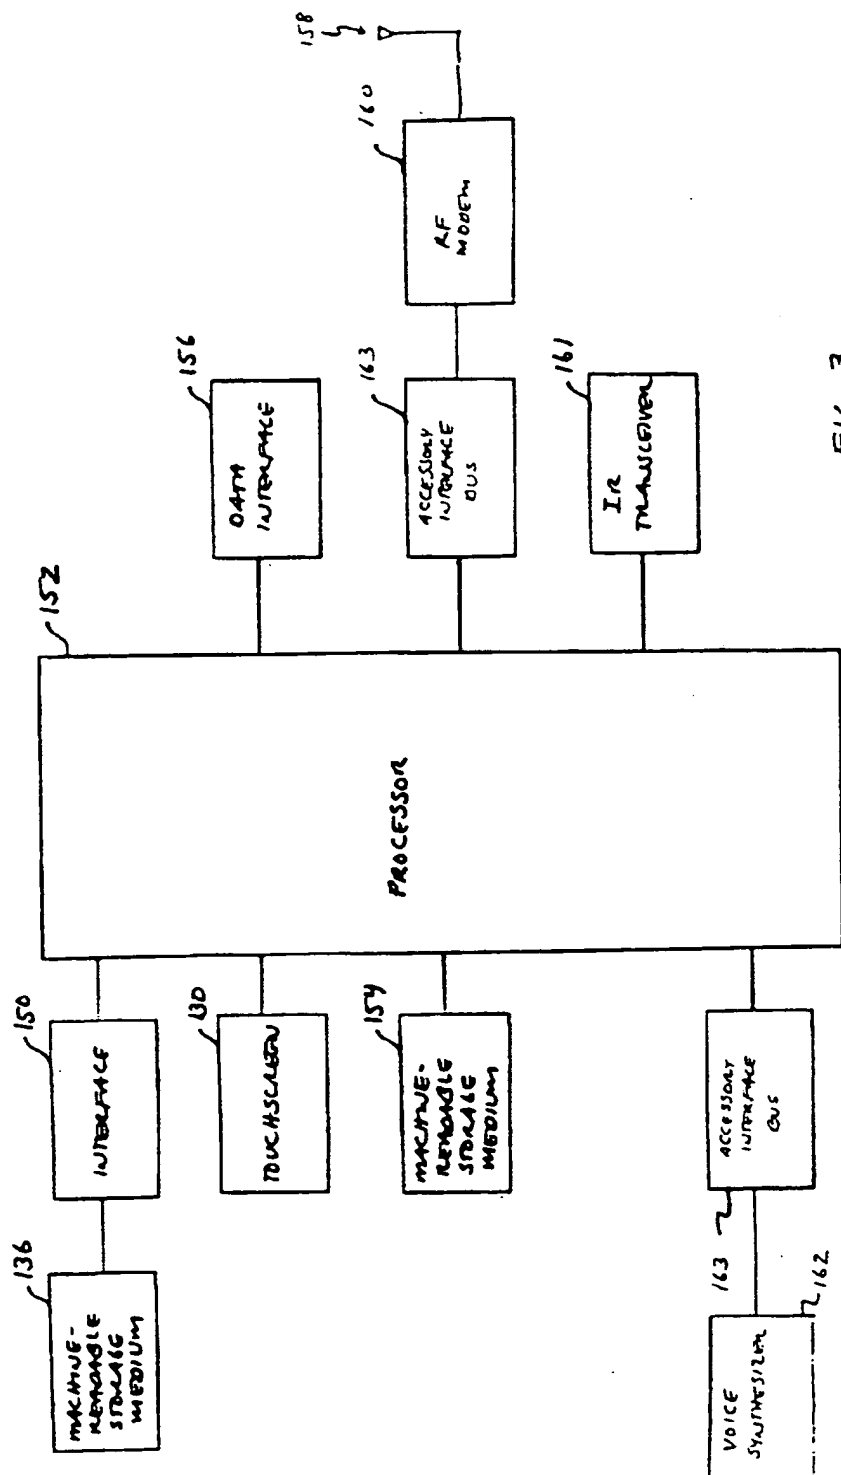 136
MACHINE-
READABLE
STORAGE
MEDIUM
150
INTERFACE
130
TOUCHSCREEN
154
MACHINE-
READABLE
STORAGE
MEDIUM
162
VOICE
SYNTHESIZER
163
ACCESSORY
INTERFACE
BUS
152
PROCESSOR
156
DATA
INTERFACE
163
ACCESSORY
INTERFACE
BUS
161
IR
TRANSCEIVER
160
RF
MODEM
158